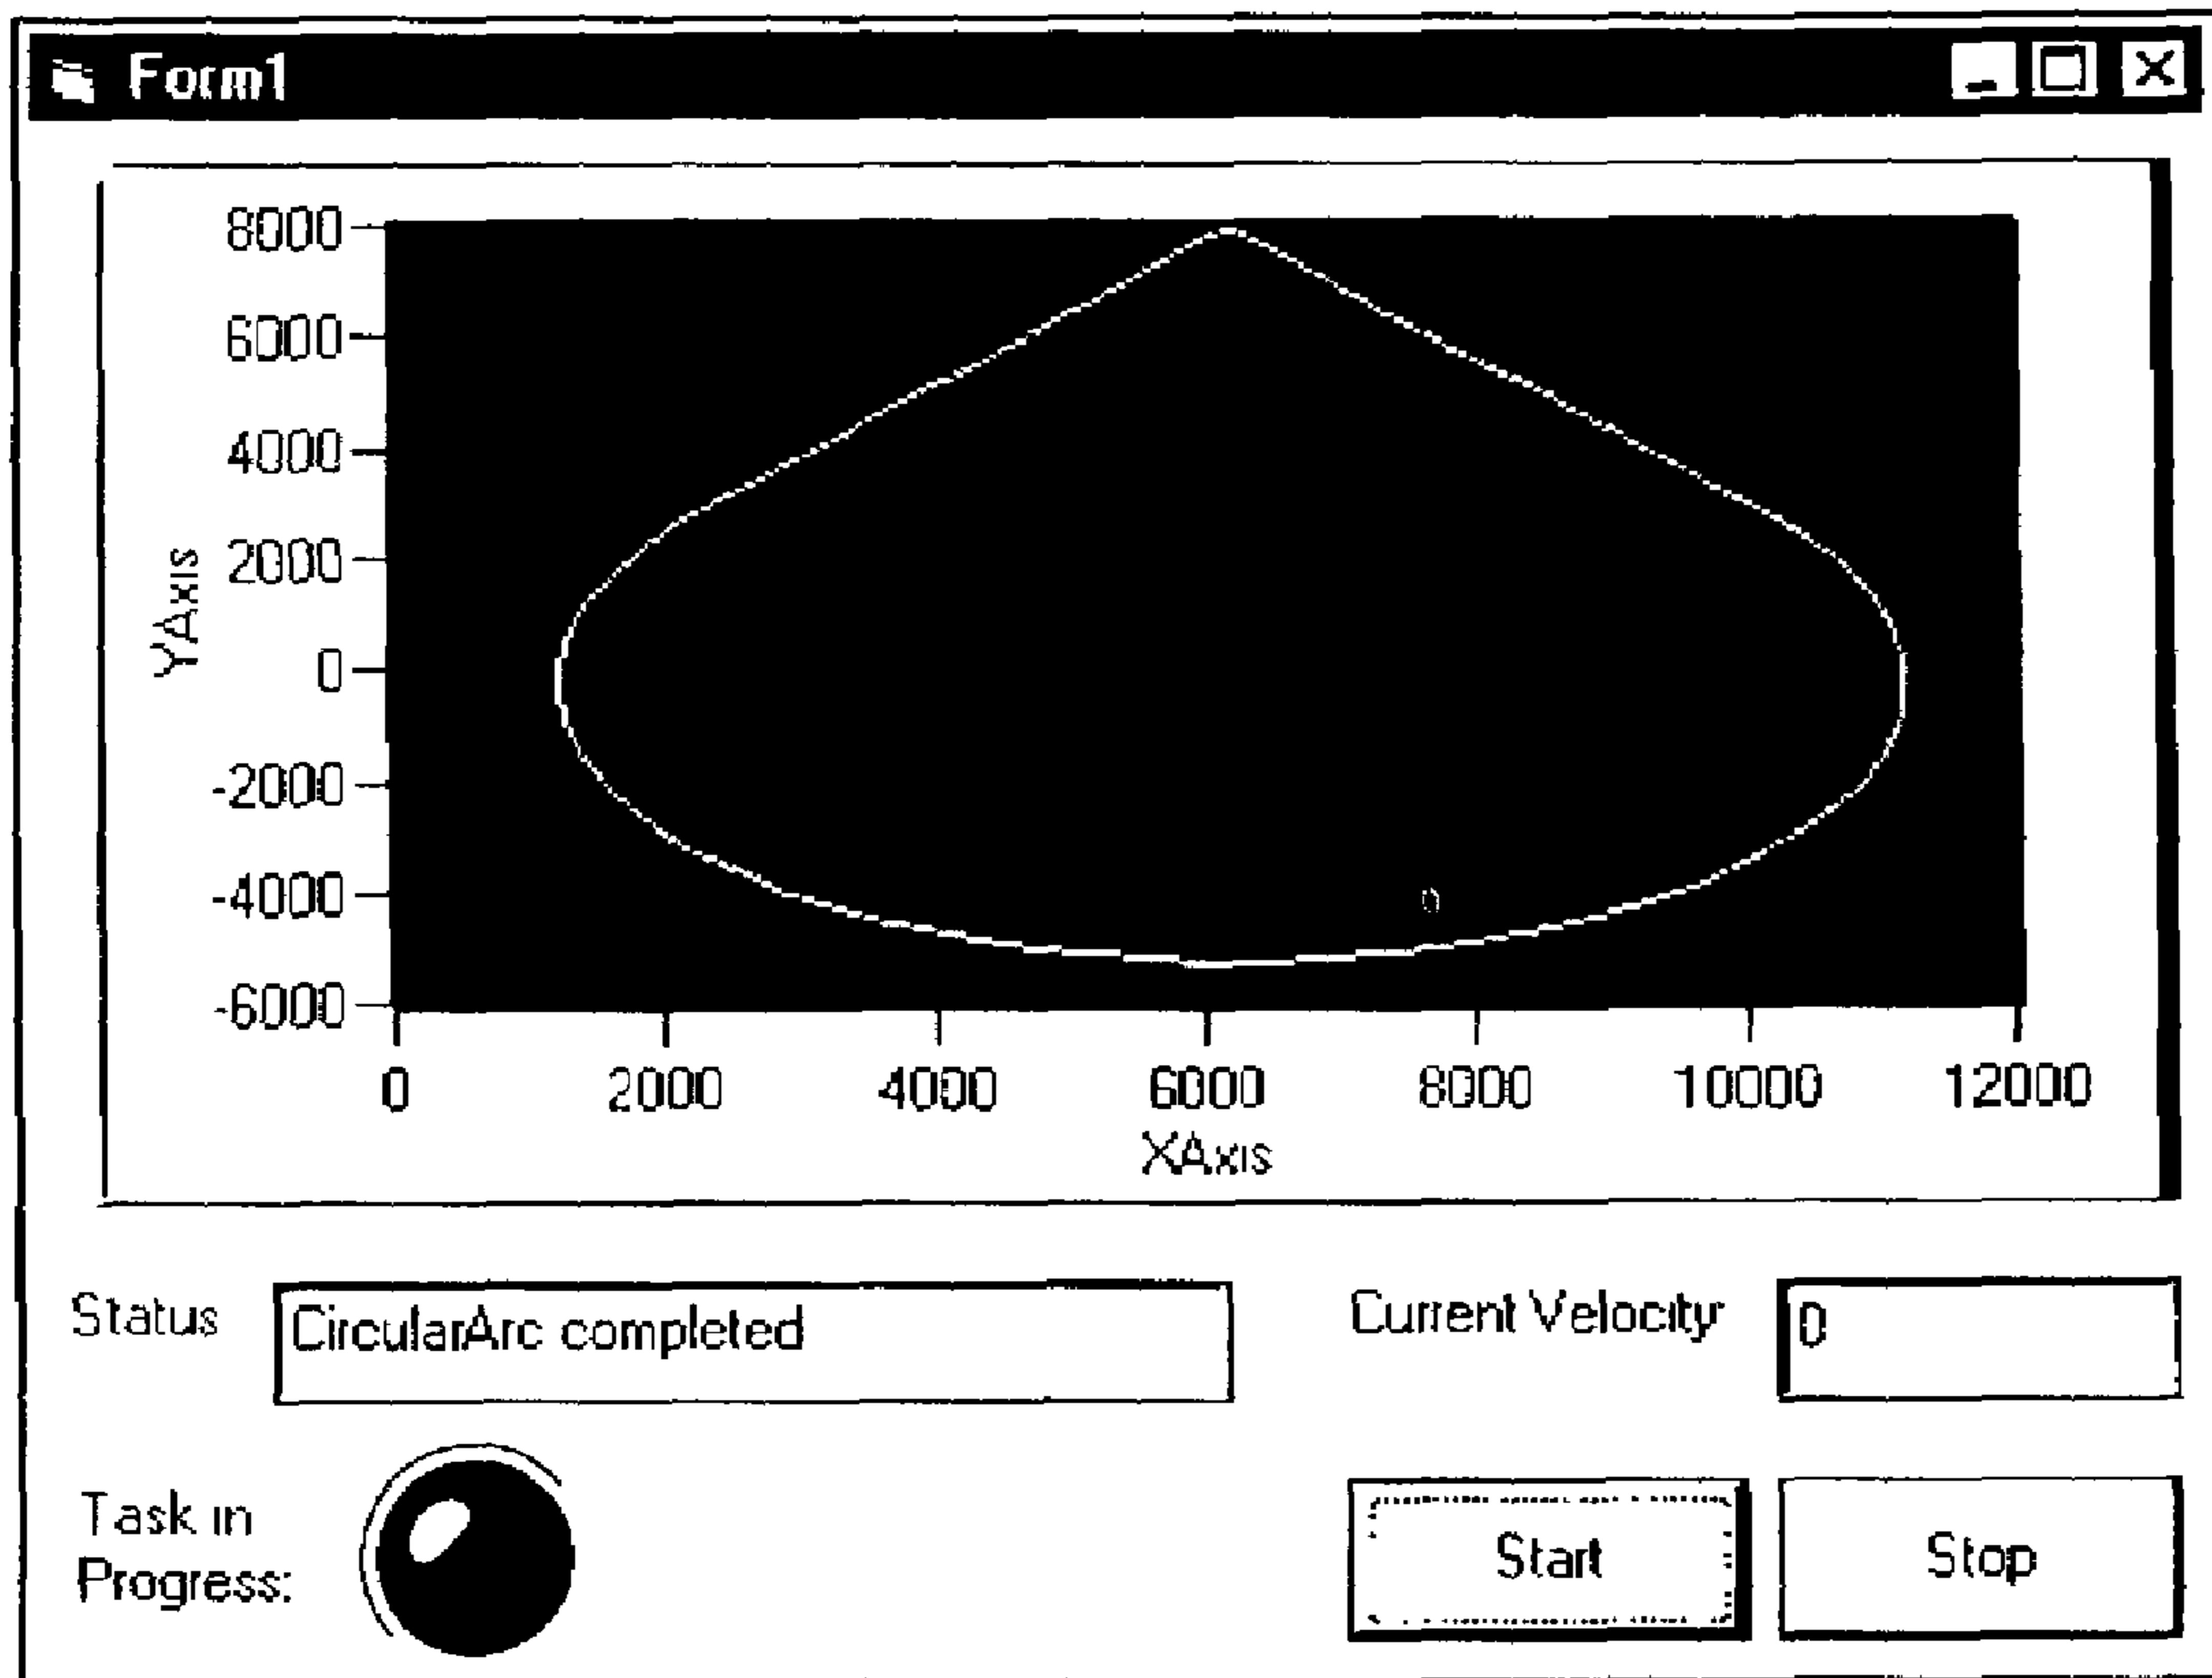 Form1
8000
6000
4000
2000
0
-2000
-4000
-6000
YAxis
0 2000 4000 6000 8000 10000 12000
XAxis
Status CircularArc completed Current Velocity 0
Task in
Progress:
Start Stop